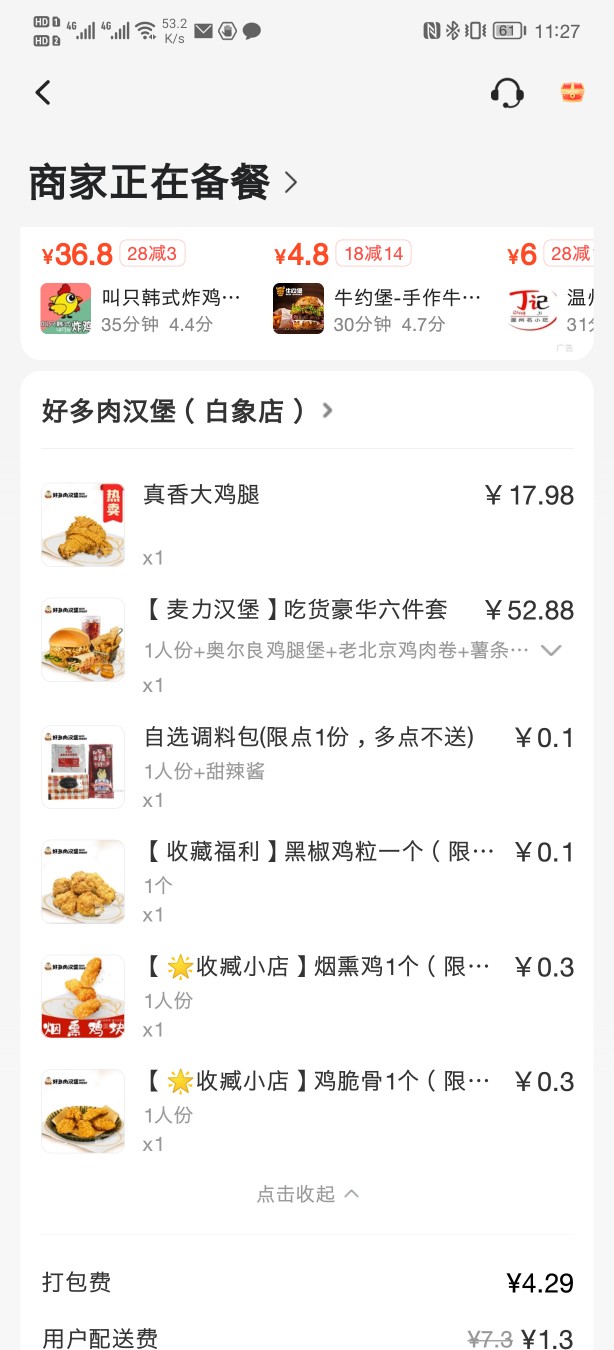 HD 1 4G 4G 53.2 61 11:27
HD 2 K/s
商家正在备餐
¥36.8 28减3 ¥4.8 18减14 ¥6 28减
叫只韩式炸鸡… 牛约堡-手作牛…
35分钟 4.4分 30分钟 4.7分
广告
好多肉汉堡（白象店）
真香大鸡腿 ￥17.98
热卖
x1
【麦力汉堡】吃货豪华六件套 ￥52.88
1人份+奥尔良鸡腿堡+老北京鸡肉卷+薯条…
x1
自选调料包(限点1份，多点不送) ￥0.1
1人份+甜辣酱
x1
【收藏福利】黑椒鸡粒一个（限… ￥0.1
1个
x1
【🌟收臧小店】烟熏鸡1个（限… ￥0.3
1人份
烟熏鸡块
x1
【🌟收臧小店】鸡脆骨1个（限… ￥0.3
1人份
x1
点击收起
打包费 ¥4.29
用户配送费 ¥7.3 ¥1.3